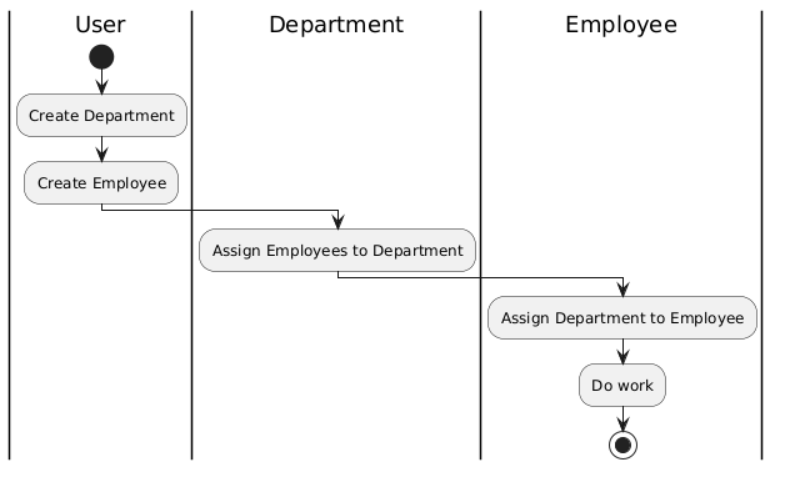 User
Department
Employee
Create Department
Create Employee
Assign Employees to Department
Assign Department to Employee
Do work